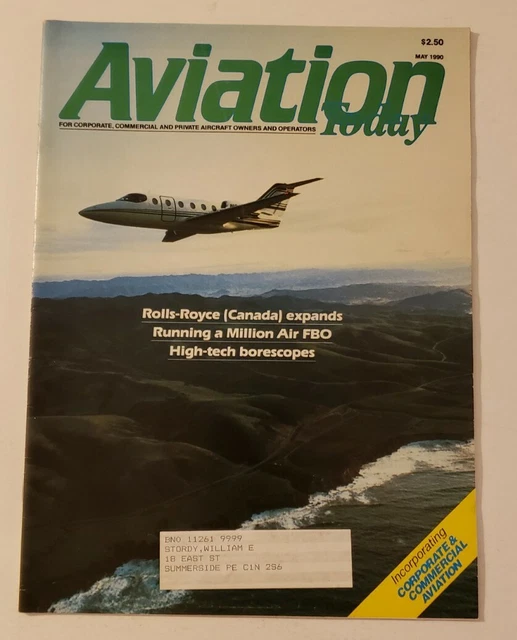 $2.50
MAY 1990
Aviation
Today
FOR CORPORATE, COMMERCIAL AND PRIVATE AIRCRAFT OWNERS AND OPERATORS
Rolls-Royce (Canada) expands
Running a Million Air FBO
High-tech borescopes
BNO 11261 9999
STORDY,WILLIAM E
18 EAST ST
SUMMERSIDE PE C1N 2S6
Incorporating
CORPORATE &
COMMERCIAL
AVIATION